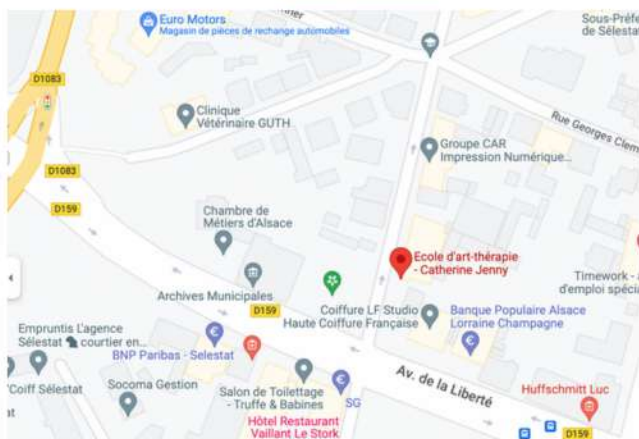 Euro Motors
Magasin de pièces de rechange automobiles
Sous-Préfe
de Sélestat
D1083
Clinique
Vétérinaire GUTH
Rue Georges Clem
Groupe CAR
Impression Numérique...
D1083
D159
Chambre de
Métiers d'Alsace
Ecole d'art-thérapie
- Catherine Jenny
Timework -
d'emploi spécia
Archives Municipales
D159
Coiffure LF Studio
Haute Coiffure Française
Banque Populaire Alsace
Lorraine Champagne
Empruntis L'agence
Sélestat courtier en...
BNP Paribas - Selestat
Av. de la Liberté
'Coiff Sélestat
at
Socoma Gestion
Salon de Toilettage
- Truffe & Babines
SG
Huffschmitt Luc
Hôtel Restaurant
Vaillant Le Stork
D159